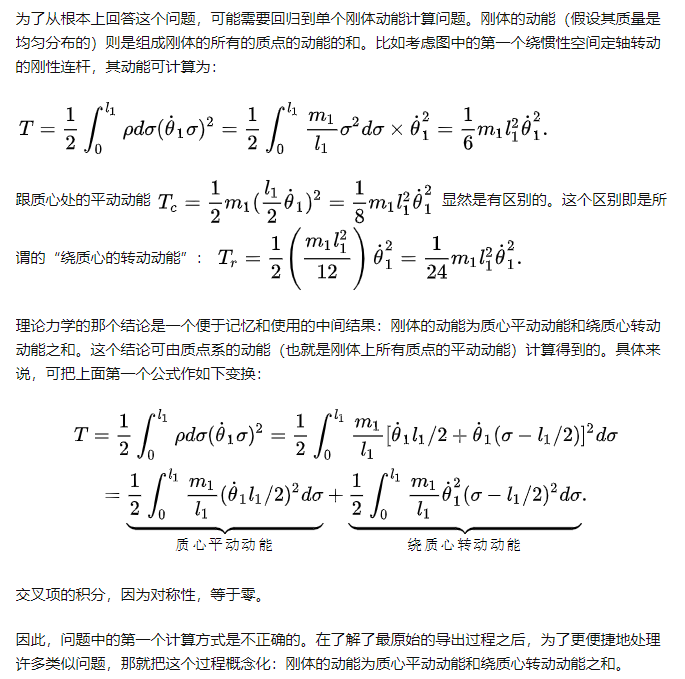 为了从根本上回答这个问题，可能需要回归到单个刚体动能计算问题。刚体的动能（假设其质量是
均匀分布的）则是组成刚体的所有的质点的动能的和。比如考虑图中的第一个绕惯性空间定轴转动
的刚性连杆，其动能可计算为：
$T = \frac{1}{2}\int_0^{l_1} \rho d\sigma(\dot{\theta}_1\sigma)^2 = \frac{1}{2}\int_0^{l_1} \frac{m_1}{l_1}\sigma^2 d\sigma \times \dot{\theta}_1^2 = \frac{1}{6}m_1 l_1^2\dot{\theta}_1^2.$
跟质心处的平动动能 $T_c = \frac{1}{2}m_1(\frac{l_1}{2}\dot{\theta}_1)^2 = \frac{1}{8}m_1 l_1^2\dot{\theta}_1^2$ 显然是有区别的。这个区别即是所
谓的“绕质心的转动动能”： $T_r = \frac{1}{2}\left(\frac{m_1 l_1^2}{12}\right)\dot{\theta}_1^2 = \frac{1}{24}m_1 l_1^2\dot{\theta}_1^2.$
理论力学的那个结论是一个便于记忆和使用的中间结果：刚体的动能为质心平动动能和绕质心转动
动能之和。这个结论可由质点系的动能（也就是刚体上所有质点的平动动能）计算得到的。具体来
说，可把上面第一个公式作如下变换：
$T = \frac{1}{2}\int_0^{l_1} \rho d\sigma(\dot{\theta}_1\sigma)^2 = \frac{1}{2}\int_0^{l_1} \frac{m_1}{l_1}[\dot{\theta}_1 l_1/2 + \dot{\theta}_1(\sigma - l_1/2)]^2 d\sigma$
$= \frac{1}{2}\int_0^{l_1} \frac{m_1}{l_1}(\dot{\theta}_1 l_1/2)^2 d\sigma + \frac{1}{2}\int_0^{l_1} \frac{m_1}{l_1}\dot{\theta}_1^2(\sigma - l_1/2)^2 d\sigma.$
质心平动动能 绕质心转动动能
交叉项的积分，因为对称性，等于零。
因此，问题中的第一个计算方式是不正确的。在了解了最原始的导出过程之后，为了更便捷地处理
许多类似问题，那就把这个过程概念化：刚体的动能为质心平动动能和绕质心转动动能之和。